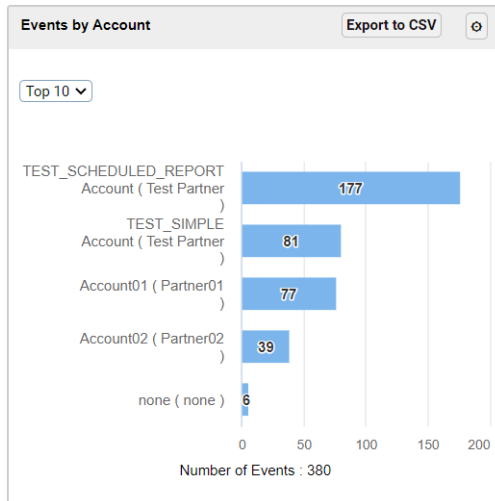 Events by Account
Export to CSV
Top 10
TEST_SCHEDULED_REPORT
Account ( Test Partner
)
177
TEST_SIMPLE
Account ( Test Partner
)
81
Account01 ( Partner01
)
77
Account02 ( Partner02
)
39
none ( none )
6
0 50 100 150 200
Number of Events : 380